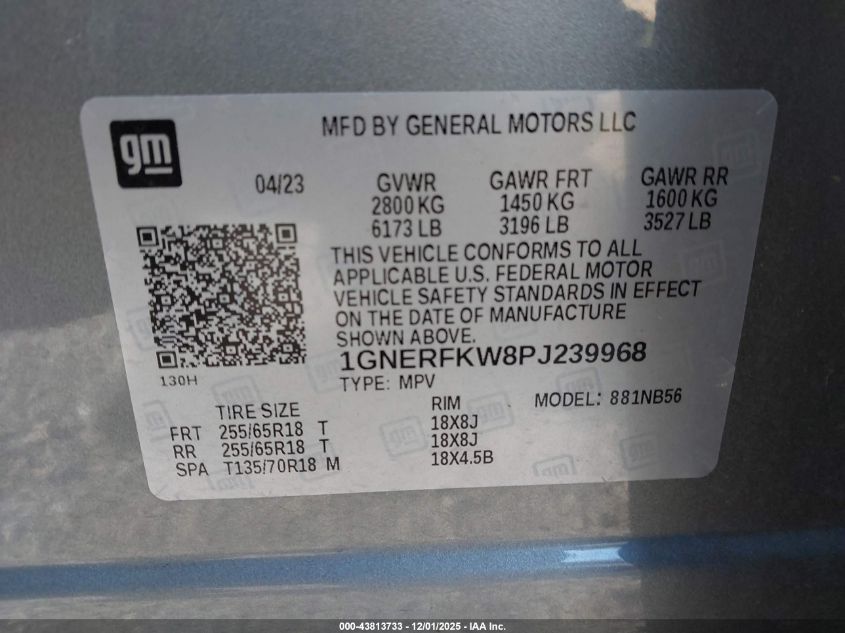 gm
MFD BY GENERAL MOTORS LLC
04/23 GVWR GAWR FRT GAWR RR
2800 KG 1450 KG 1600 KG
6173 LB 3196 LB 3527 LB
THIS VEHICLE CONFORMS TO ALL
APPLICABLE U.S. FEDERAL MOTOR
VEHICLE SAFETY STANDARDS IN EFFECT
ON THE DATE OF MANUFACTURE
SHOWN ABOVE.
1GNERFKW8PJ239968
130H
TYPE: MPV MODEL: 881NB56
TIRE SIZE RIM
FRT 255/65R18 T 18X8J
RR 255/65R18 T 18X8J
SPA T135/70R18 M 18X4.5B
000-43813733 - 12/01/2025 - IAA Inc.